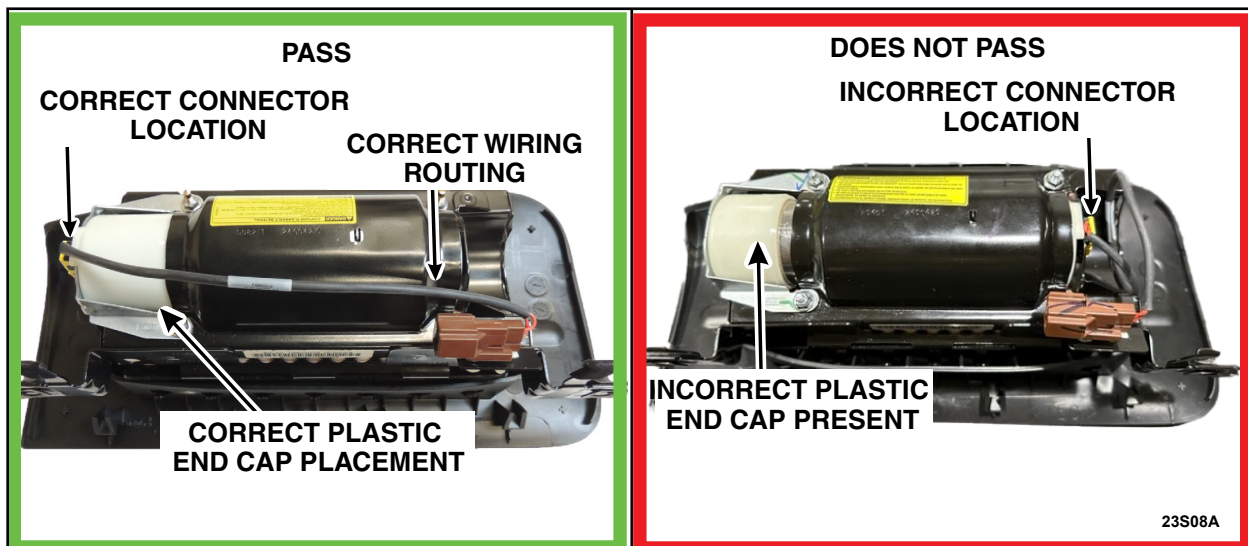 PASS
CORRECT CONNECTOR
LOCATION
CORRECT WIRING
ROUTING
CORRECT PLASTIC
END CAP PLACEMENT
DOES NOT PASS
INCORRECT CONNECTOR
LOCATION
INCORRECT PLASTIC
END CAP PRESENT
23S08A